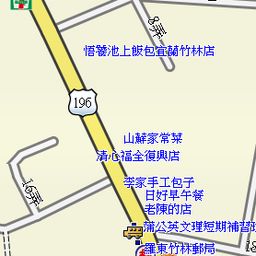 8弄
悟饕池上飯包宜蘭竹林店
196
山蘇家常菜
清心福全復興店
16弄
李家手工包子
日好早午餐
老陳的店
蒲公英文理短期補習班
羅東竹林郵局